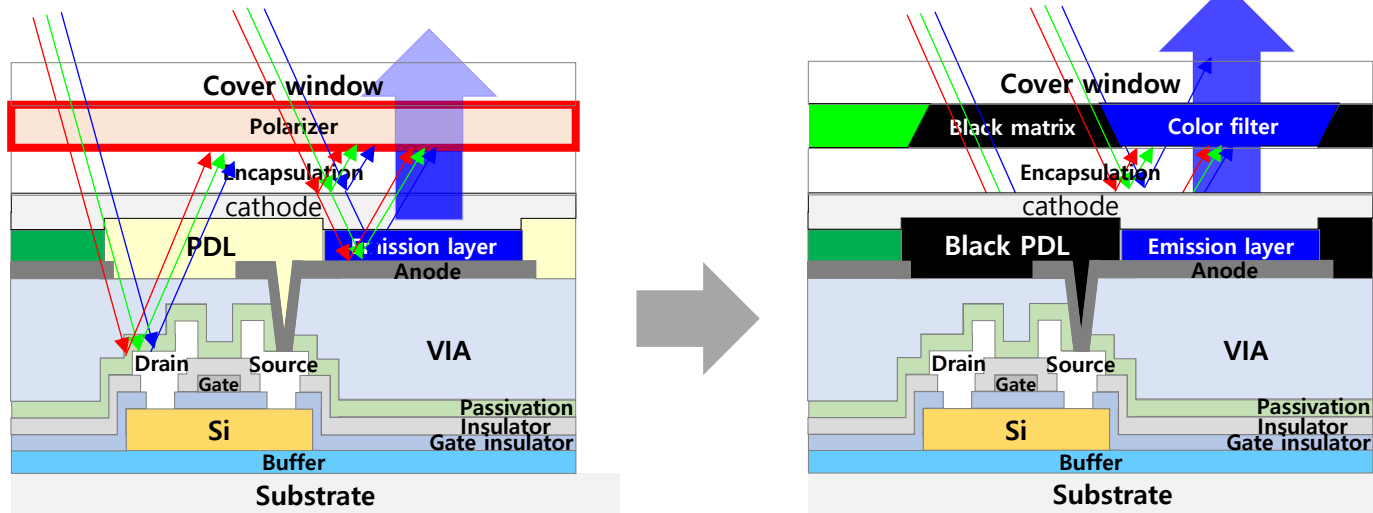 Cover window
Polarizer
Encapsulation
cathode
PDL
Emission layer
Anode
VIA
Drain
Source
Gate
Passivation
Insulator
Si
Gate insulator
Buffer
Substrate
Cover window
Black matrix
Color filter
Encapsulation
cathode
Black PDL
Emission layer
Anode
VIA
Drain
Source
Gate
Passivation
Insulator
Si
Gate insulator
Buffer
Substrate